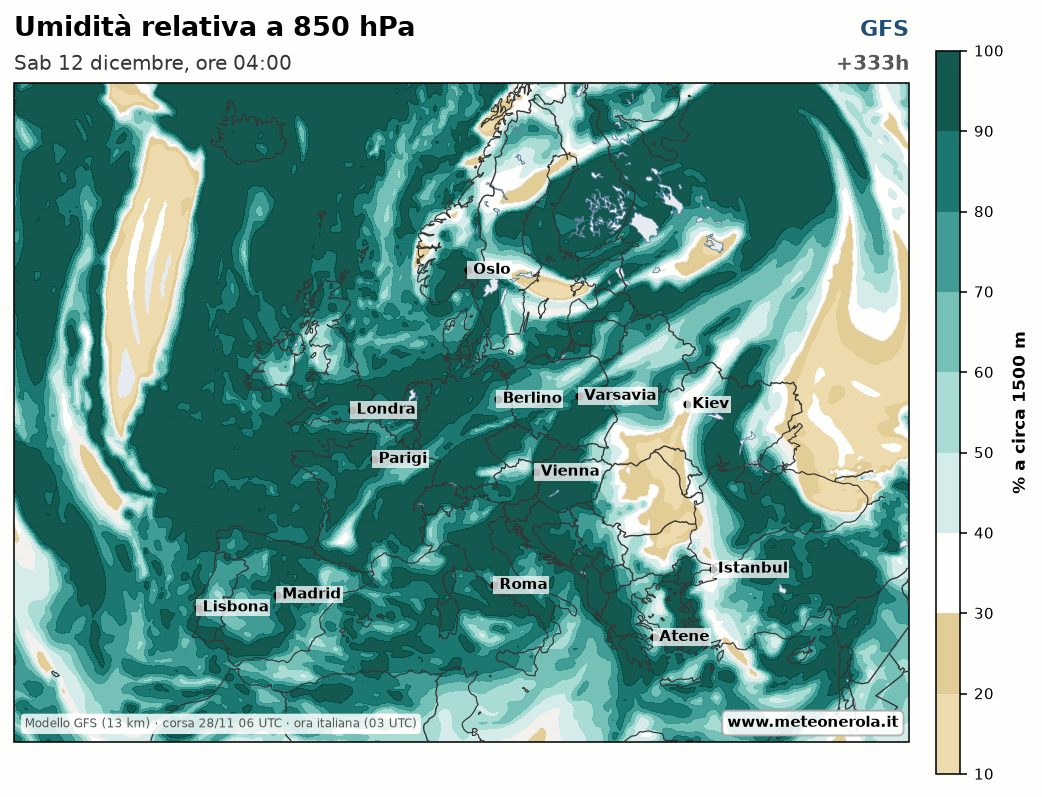 Umidità relativa a 850 hPa
GFS
Sab 12 dicembre, ore 04:00
+333h
100
90
80
70
60
50
40
30
20
10
% a circa 1500 m
Oslo
Berlino
Varsavia
Kiev
Londra
Parigi
Vienna
Istanbul
Roma
Madrid
Lisbona
Atene
Modello GFS (13 km) · corsa 28/11 06 UTC · ora italiana (03 UTC)
www.meteonerola.it